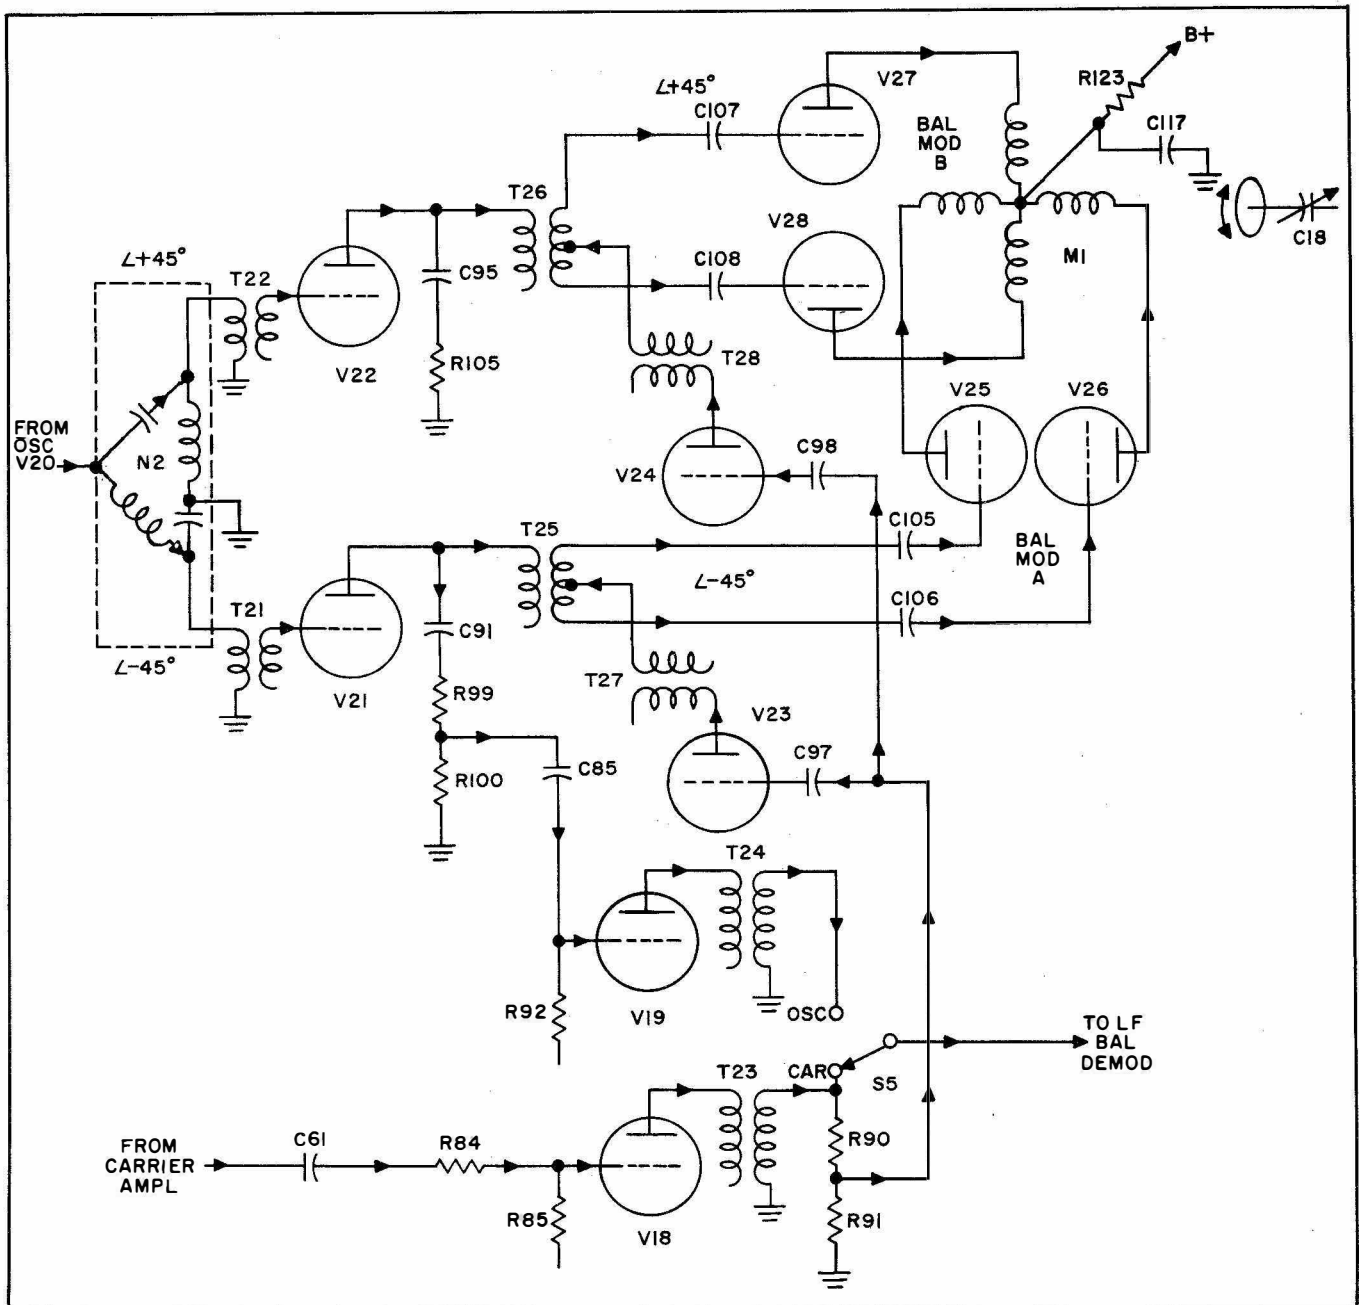 B+
R123
V27
∠+45°
C107
BAL
MOD
B
C117
T26
V28
C18
M1
∠+45°
T22
C95
C108
T28
V22
R105
V25
V26
FROM
OSC
V20
N2
V24
C98
T25
C105
∠-45°
BAL
MOD
A
C106
T21
C91
∠-45°
V21
R99
T27
V23
C97
R100
C85
T24
R92
V19
OSC
TO LF
BAL
DEMOD
CAR
S5
T23
FROM
CARRIER
AMPL
C61
R84
R90
R85
V18
R91